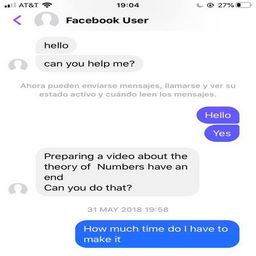 AT&T
19:04
27%
Facebook User
hello
can you help me?
Ahora pueden enviarse mensajes, llamarse y ver su
estado activo y cuándo leen los mensajes.
Hello
Yes
Preparing a video about the
theory of Numbers have an
end
Can you do that?
31 MAY 2018 19:58
How much time do I have to
make it